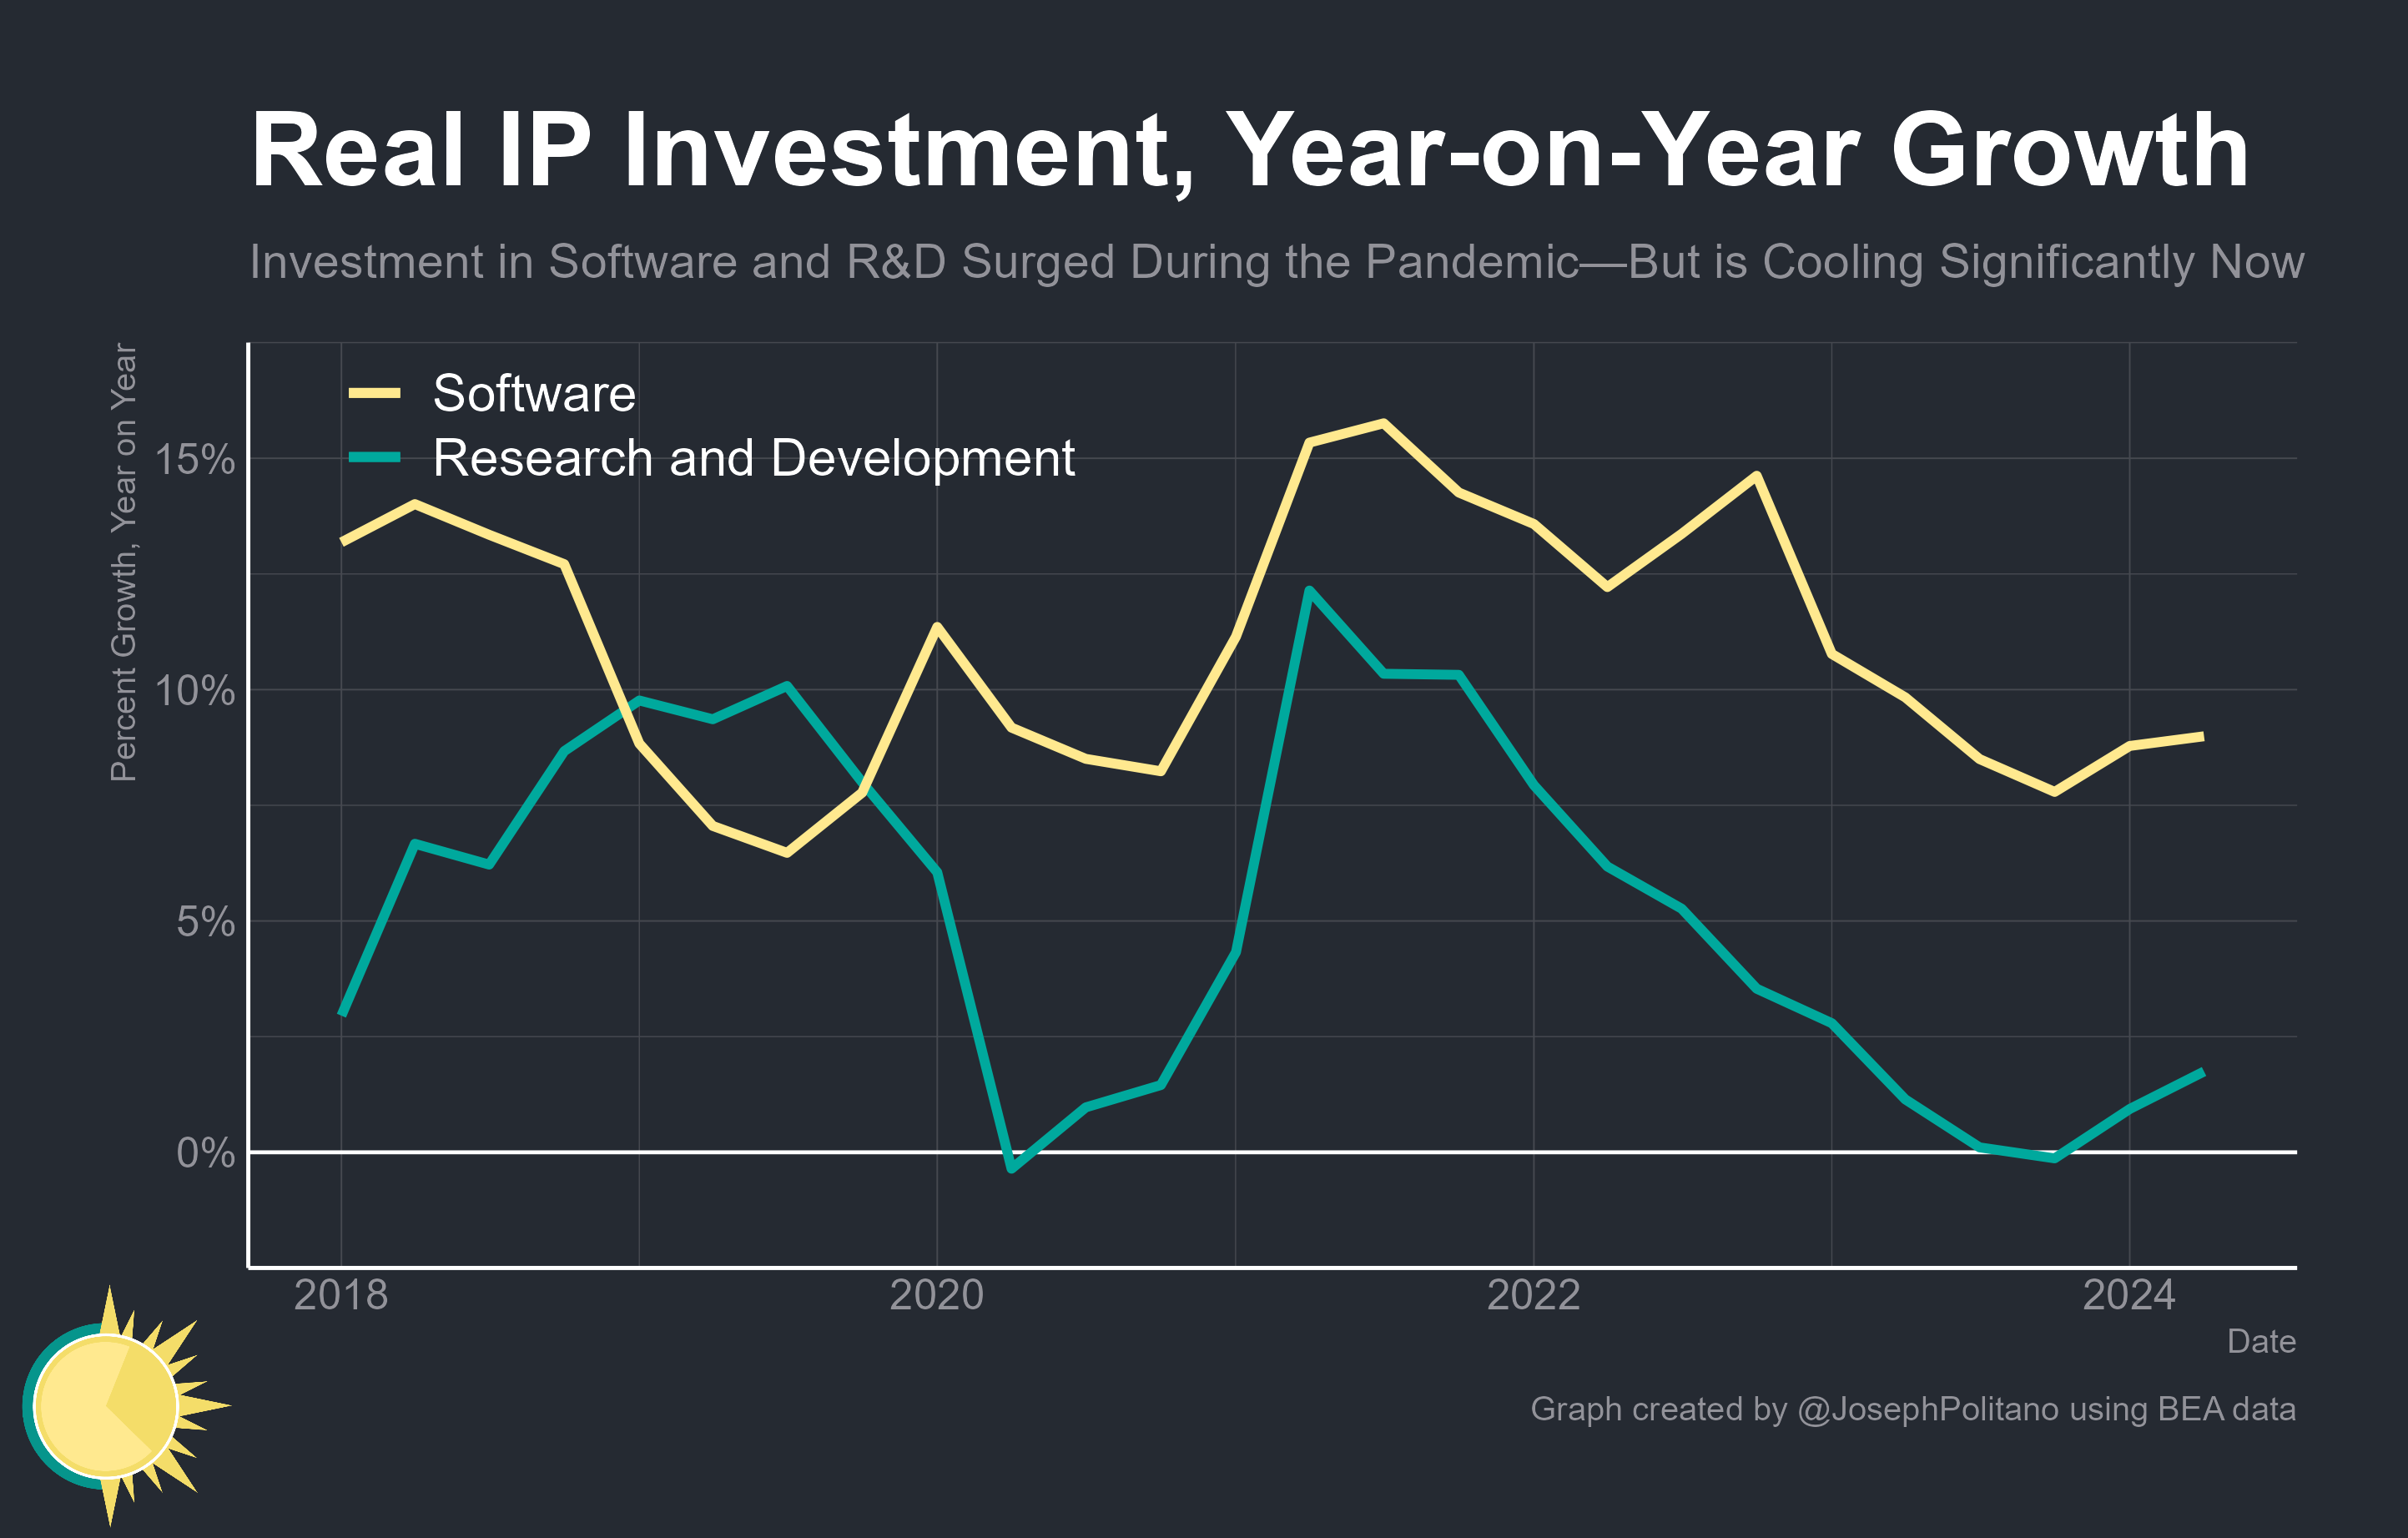 Real IP Investment, Year-on-Year Growth
Investment in Software and R&D Surged During the Pandemic—But is Cooling Significantly Now
Percent Growth, Year on Year
Software
Research and Development
15%
10%
5%
0%
2018
2020
2022
2024
Date
Graph created by @JosephPolitano using BEA data